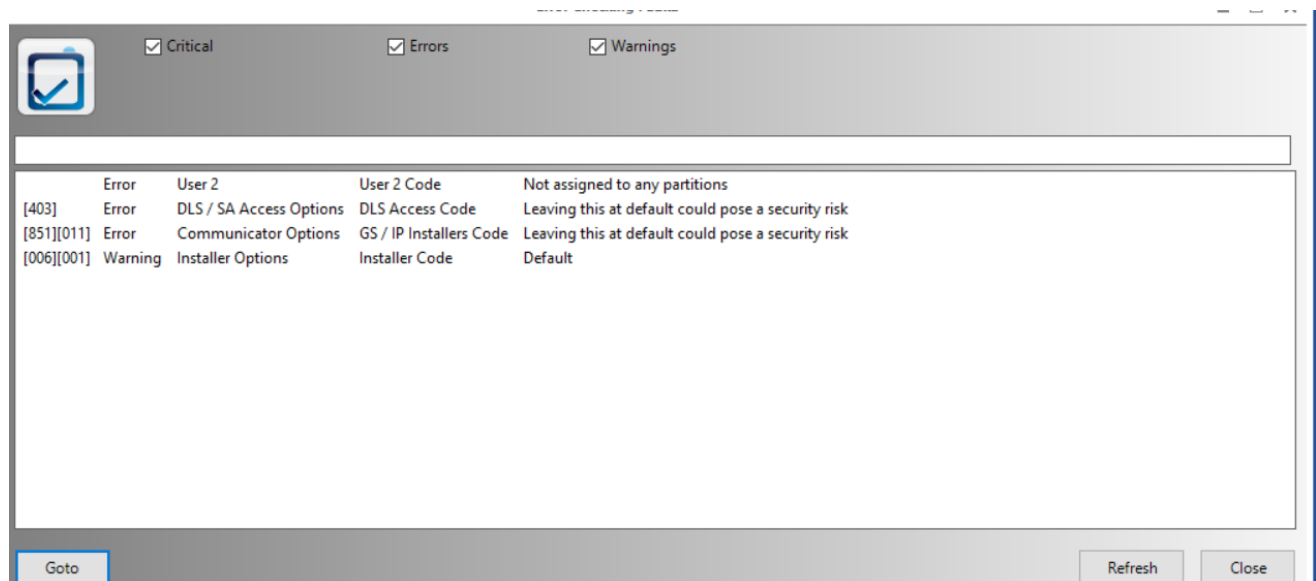 Critical Errors Warnings
Error User 2 User 2 Code Not assigned to any partitions
[403] Error DLS / SA Access Options DLS Access Code Leaving this at default could pose a security risk
[851][011] Error Communicator Options GS / IP Installers Code Leaving this at default could pose a security risk
[006][001] Warning Installer Options Installer Code Default
Goto Refresh Close